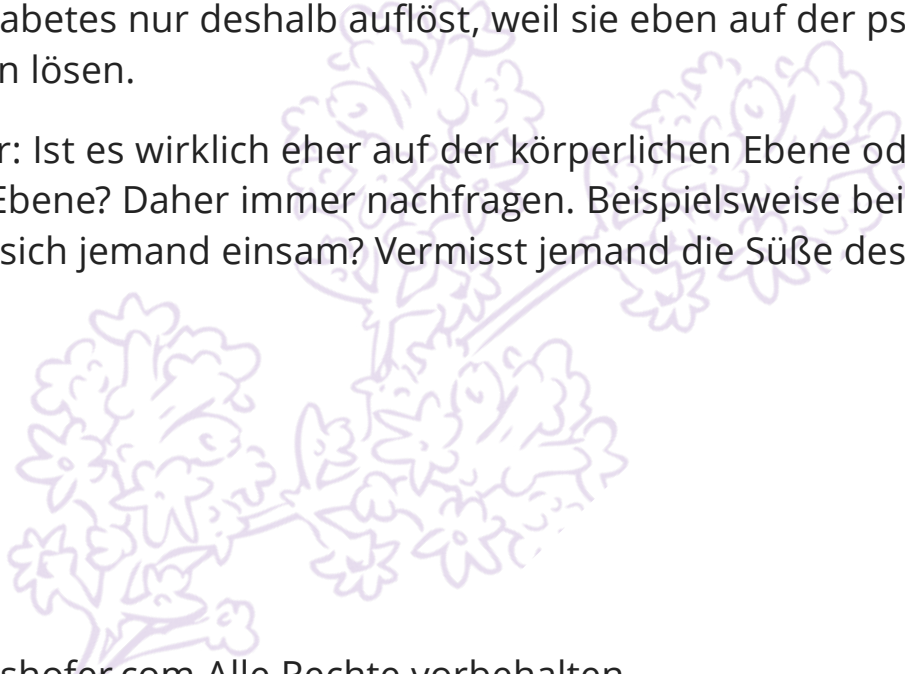 abetes nur deshalb auflöst, weil sie eben auf der ps
n lösen.
r: Ist es wirklich eher auf der körperlichen Ebene od
Ebene? Daher immer nachfragen. Beispielsweise bei
sich jemand einsam? Vermisst jemand die Süße des
shofer.com Alle Rechte vorbehalten